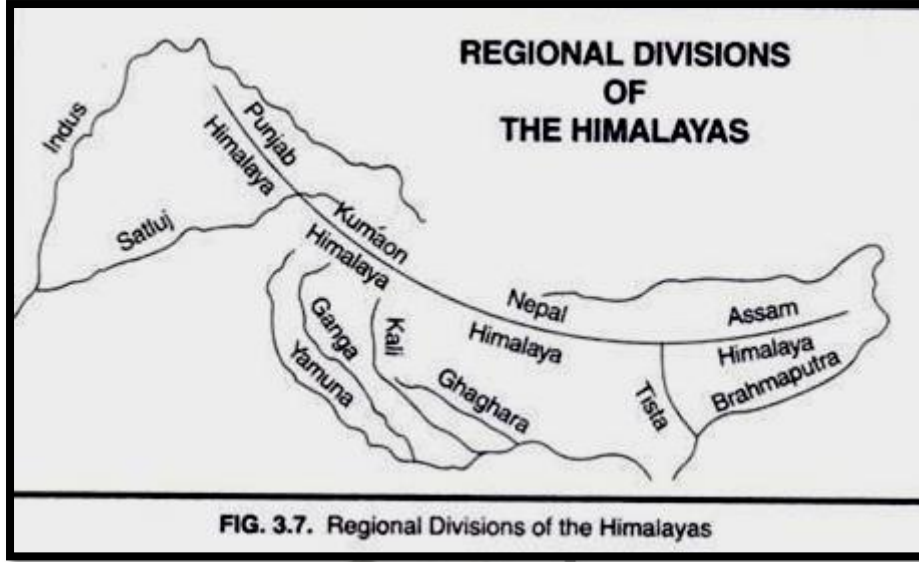 REGIONAL DIVISIONS
OF
THE HIMALAYAS
Indus
Punjab
Himalaya
Satluj
Kumáon
Himalaya
Nepal
Himalaya
Assam
Himalaya
Brahmaputra
Ganga
Yamuna
Kali
Ghaghara
Tista
FIG. 3.7. Regional Divisions of the Himalayas